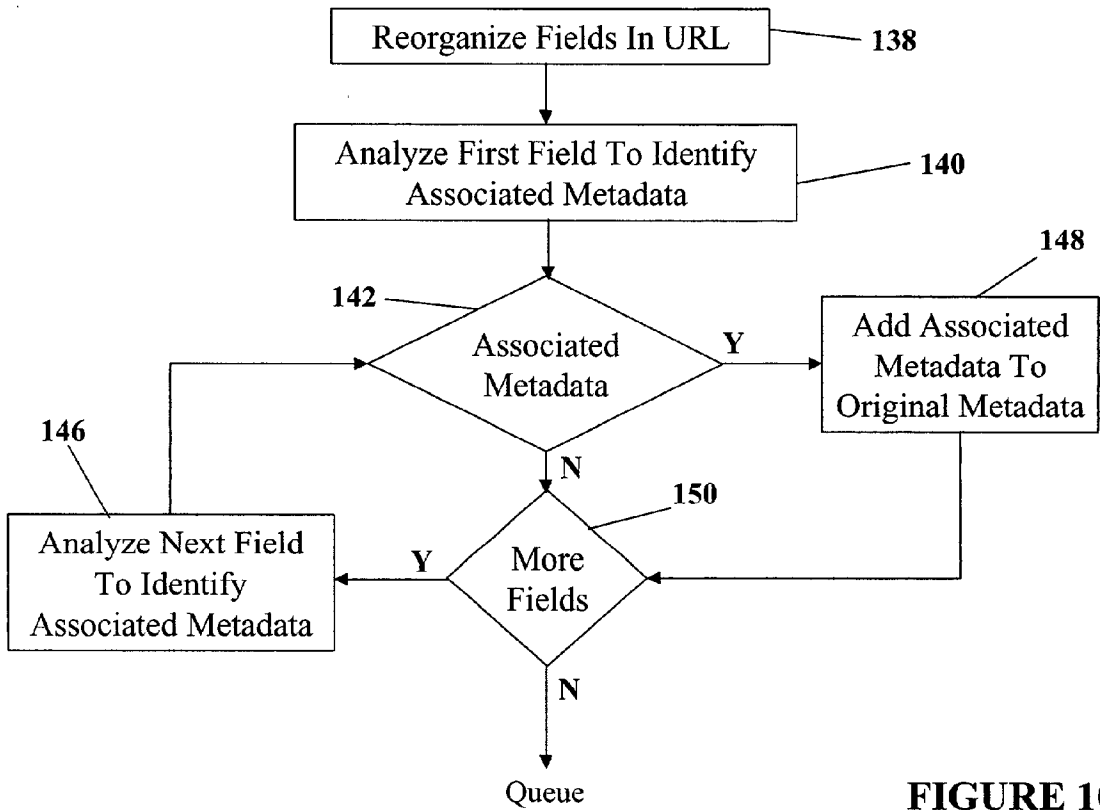 Reorganize Fields In URL
138
Analyze First Field To Identify
Associated Metadata
140
142
Associated
Metadata
Y
148
Add Associated
Metadata To
Original Metadata
N
146
Analyze Next Field
To Identify
Associated Metadata
Y
150
More
Fields
N
Queue
FIGURE